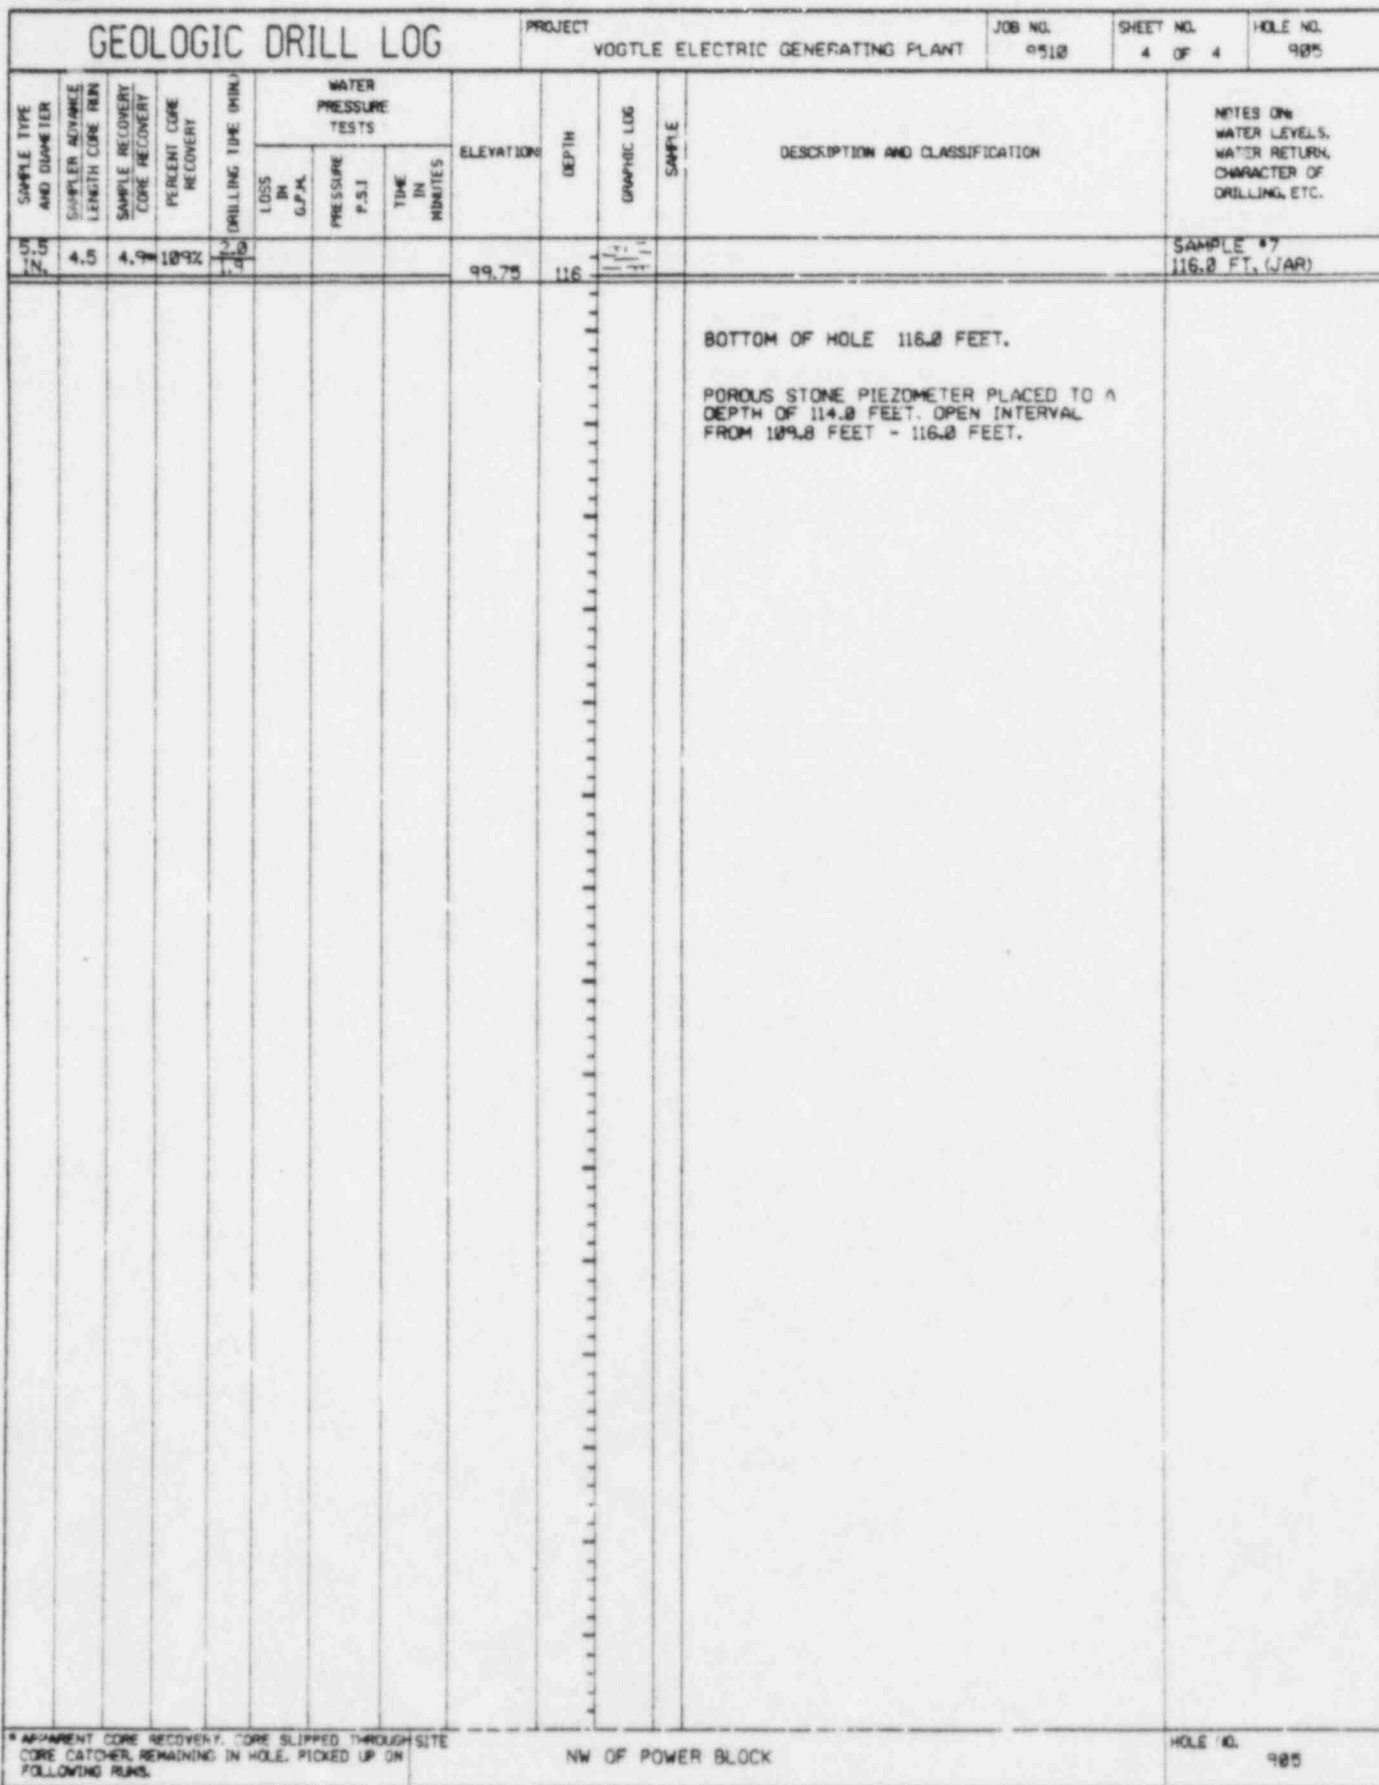 GEOLOGIC DRILL LOG
PROJECT
VOGTLE ELECTRIC GENERATING PLANT
JOB NO.
9510
SHEET NO.
4 OF 4
HOLE NO.
905
SAMPLE TYPE
AND DIAMETER
SAMPLER ADVANCE
LENGTH CORE RUN
SAMPLE RECOVERY
CORE RECOVERY
PERCENT CORE
RECOVERY
DRILLING TIME (MIN.)
WATER
PRESSURE
TESTS
LOSS
IN
G.P.M.
PRESSURE
P.S.I
TIME
IN
MINUTES
ELEVATION
DEPTH
GRAPHIC LOG
SAMPLE
DESCRIPTION AND CLASSIFICATION
NOTES ON:
WATER LEVELS,
WATER RETURN,
CHARACTER OF
DRILLING, ETC.
5.5
IN.
4.5
4.9*
109%
2.0
1.9
99.75
116
SAMPLE #7
116.0 FT. (JAR)
BOTTOM OF HOLE 116.0 FEET.
POROUS STONE PIEZOMETER PLACED TO A
DEPTH OF 114.0 FEET. OPEN INTERVAL
FROM 109.8 FEET - 116.0 FEET.
* APPARENT CORE RECOVERY. CORE SLIPPED THROUGH
CORE CATCHER, REMAINING IN HOLE. PICKED UP ON
FOLLOWING RUNS.
SITE
NW OF POWER BLOCK
HOLE NO.
905